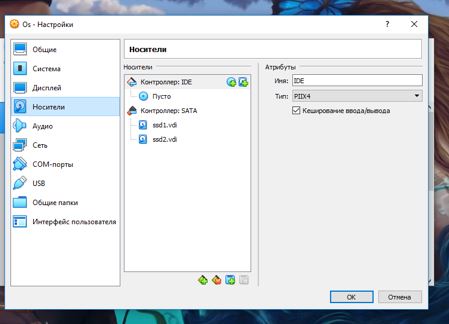 Os - Настройки
? ×
Общие
Система
Дисплей
Носители
Аудио
Сеть
COM-порты
USB
Общие папки
Интерфейс пользователя
Носители
Носители
Контроллер: IDE
Пусто
Контроллер: SATA
ssd1.vdi
ssd2.vdi
Атрибуты
Имя: IDE
Тип: PIIX4
Кеширование ввода/вывода
OK Отмена